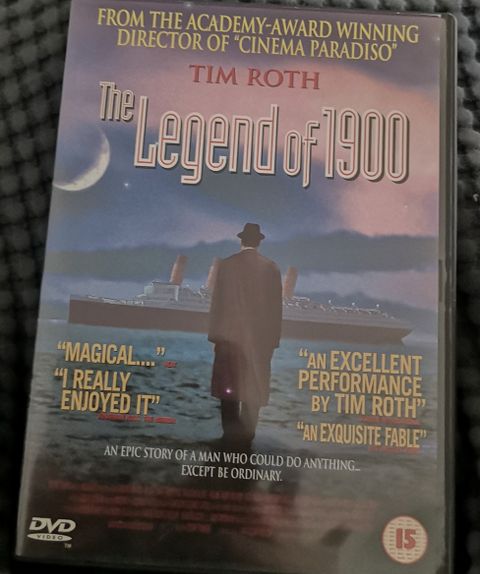 FROM THE ACADEMY-AWARD WINNING
DIRECTOR OF "CINEMA PARADISO"
TIM ROTH
The Legend of 1900
"MAGICAL...."
"I REALLY
ENJOYED IT"
"AN EXCELLENT
PERFORMANCE
BY TIM ROTH"
"AN EXQUISITE FABLE"
AN EPIC STORY OF A MAN WHO COULD DO ANYTHING...
EXCEPT BE ORDINARY.
DVD
VIDEO
TM
15